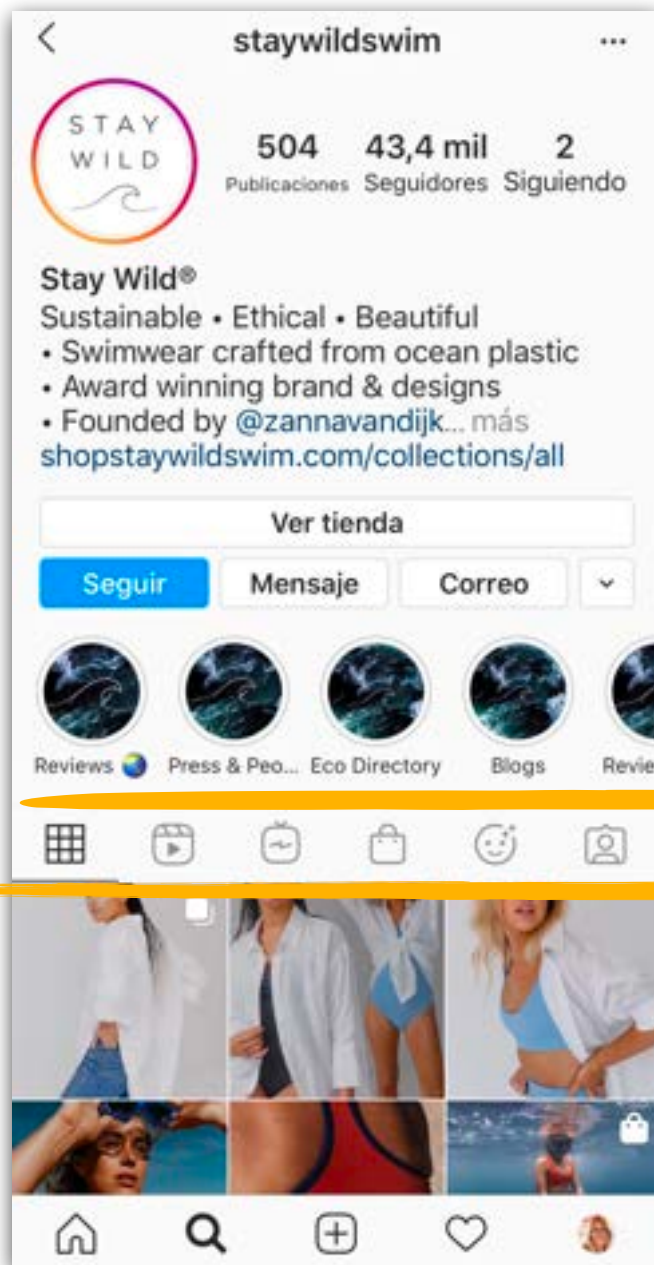 staywildswim
STAY
WILD
504 43,4 mil 2
Publicaciones Seguidores Siguiendo
Stay Wild®
Sustainable • Ethical • Beautiful
• Swimwear crafted from ocean plastic
• Award winning brand & designs
• Founded by @zannavandijk... más
shopstaywildswim.com/collections/all
Ver tienda
Seguir Mensaje Correo
Reviews 🌏 Press & Peo... Eco Directory Blogs Revie